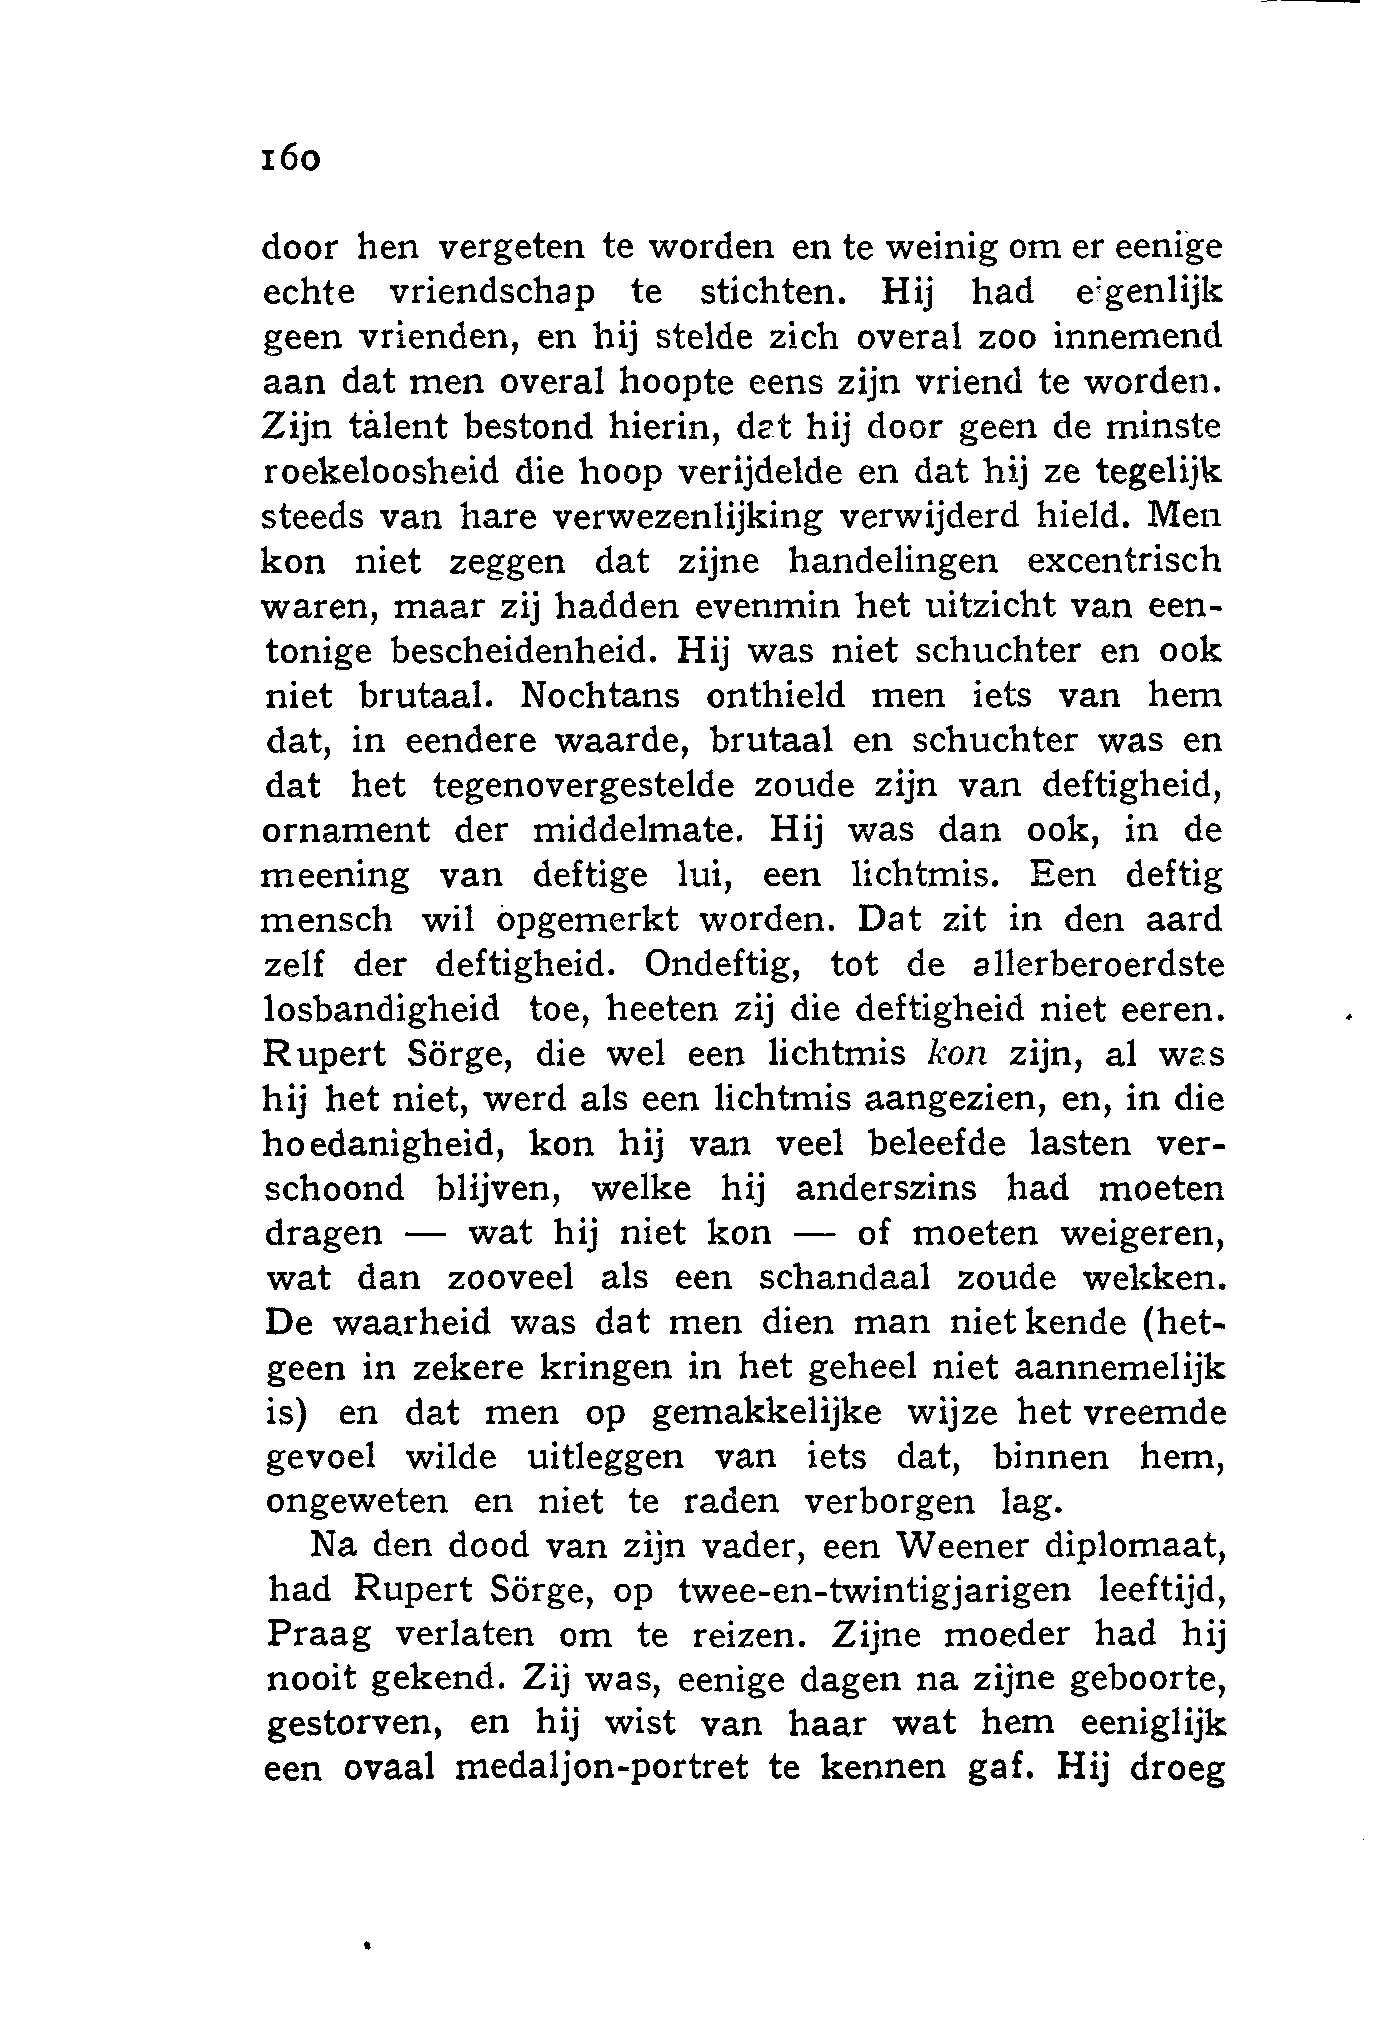 160
door hen vergeten te worden en te weinig om er eenige
echte vriendschap te stichten. Hij had eigenlijk
geen vrienden, en hij stelde zich overal zoo innemend
aan dat men overal hoopte eens zijn vriend te worden.
Zijn talent bestond hierin, dat hij door geen de minste
roekeloosheid die hoop verijdelde en dat hij ze tegelijk
steeds van hare verwezenlijking verwijderd hield. Men
kon niet zeggen dat zijne handelingen excentrisch
waren, maar zij hadden evenmin het uitzicht van een-
tonige bescheidenheid. Hij was niet schuchter en ook
niet brutaal. Nochtans onthield men iets van hem
dat, in eendere waarde, brutaal en schuchter was en
dat het tegenovergestelde zoude zijn van deftigheid,
ornament der middelmate. Hij was dan ook, in de
meening van deftige lui, een lichtmis. Een deftig
mensch wil opgemerkt worden. Dat zit in den aard
zelf der deftigheid. Ondeftig, tot de allerberoerdste
losbandigheid toe, heeten zij die deftigheid niet eeren.
Rupert Sörge, die wel een lichtmis kon zijn, al was
hij het niet, werd als een lichtmis aangezien, en, in die
hoedanigheid, kon hij van veel beleefde lasten ver-
schoond blijven, welke hij anderszins had moeten
dragen — wat hij niet kon — of moeten weigeren,
wat dan zooveel als een schandaal zoude wekken.
De waarheid was dat men dien man niet kende (het-
geen in zekere kringen in het geheel niet aannemelijk
is) en dat men op gemakkelijke wijze het vreemde
gevoel wilde uitleggen van iets dat, binnen hem,
ongeweten en niet te raden verborgen lag.
Na den dood van zijn vader, een Weener diplomaat,
had Rupert Sörge, op twee-en-twintigjarigen leeftijd,
Praag verlaten om te reizen. Zijne moeder had hij
nooit gekend. Zij was, eenige dagen na zijne geboorte,
gestorven, en hij wist van haar wat hem eeniglijk
een ovaal medaljon-portret te kennen gaf. Hij droeg